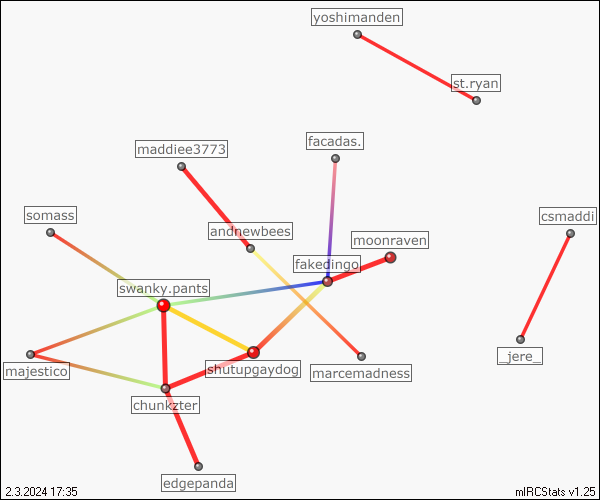 yoshimanden
st.ryan
maddiee3773
facadas.
somass
csmaddi
andnewbees
moonraven
fakedingo
swanky.pants
majestico
shutupgaydog
marcemadness
_jere_
chunkzter
edgepanda
2.3.2024 17:35
mIRCStats v1.25